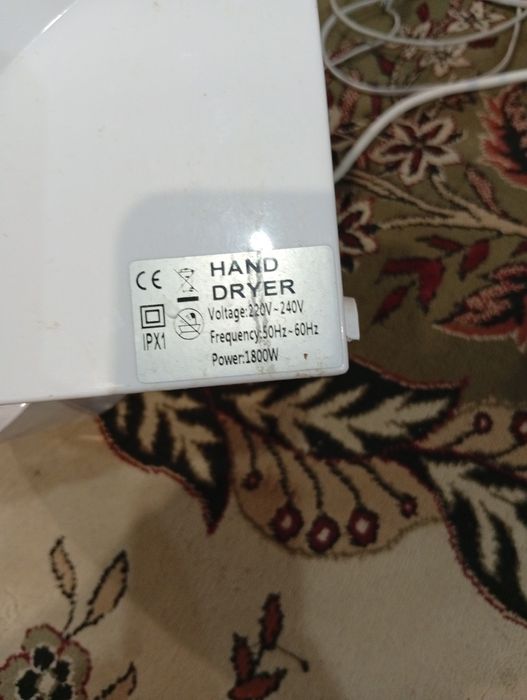 CE HAND
DRYER
Voltage:220V~240V
IPX1 Frequency:50Hz~60Hz
Power:1800W